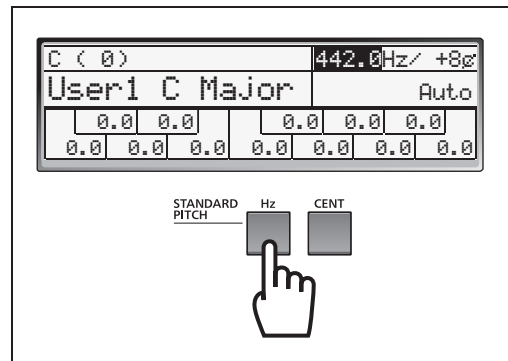 C ( 0) 442.0Hz/ +8¢
User1 C Major Auto
0.0 0.0 0.0 0.0 0.0
0.0 0.0 0.0 0.0 0.0 0.0 0.0
STANDARD PITCH Hz CENT